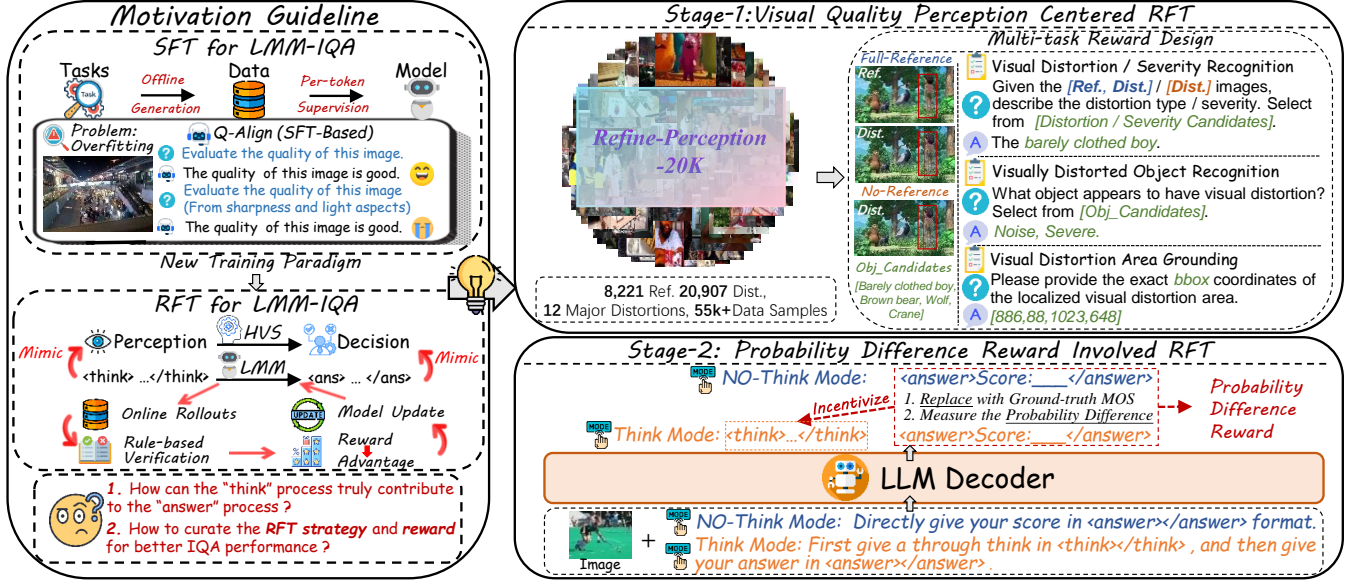 Motivation Guideline
SFT for LMM-IQA
Tasks
Data
Model
Task
Offline
Generation
Per-token
Supervision
Problem:
Overfitting
Q-Align (SFT-Based)
Evaluate the quality of this image.
The quality of this image is good.
Evaluate the quality of this image
(From sharpness and light aspects)
The quality of this image is good.
New Training Paradigm
RFT for LMM-IQA
Perception
HVS
Decision
Mimic
Mimic
<think> ...</think>
LMM
<ans> ... </ans>
Online Rollouts
UPDATE
Model Update
Rule-based
Verification
Reward
Advantage
1. How can the “think” process truly contribute
to the “answer” process ?
2. How to curate the RFT strategy and reward
for better IQA performance ?
Stage-1:Visual Quality Perception Centered RFT
Refine-Perception
-20K
8,221 Ref. 20,907 Dist.,
12 Major Distortions, 55k+Data Samples
Multi-task Reward Design
Full-Reference
Ref.
Dist.
No-Reference
Dist.
Obj_Candidates
[Barely clothed boy,
Brown bear, Wolf,
Crane]
Visual Distortion / Severity Recognition
Given the [Ref., Dist.] / [Dist.] images,
describe the distortion type / severity. Select
from [Distortion / Severity Candidates].
A The barely clothed boy.
Visually Distorted Object Recognition
What object appears to have visual distortion?
Select from [Obj_Candidates].
A Noise, Severe.
Visual Distortion Area Grounding
Please provide the exact bbox coordinates of
the localized visual distortion area.
A [886,88,1023,648]
Stage-2: Probability Difference Reward Involved RFT
MODE NO-Think Mode: <answer>Score:___</answer>
Incentivize
1. Replace with Ground-truth MOS
2. Measure the Probability Difference
Probability
Difference
Reward
MODE Think Mode: <think>...</think> <answer>Score:___</answer>
LLM Decoder
Image
+
MODE NO-Think Mode: Directly give your score in <answer></answer> format.
MODE Think Mode: First give a through think in <think></think> , and then give
your answer in <answer></answer> .